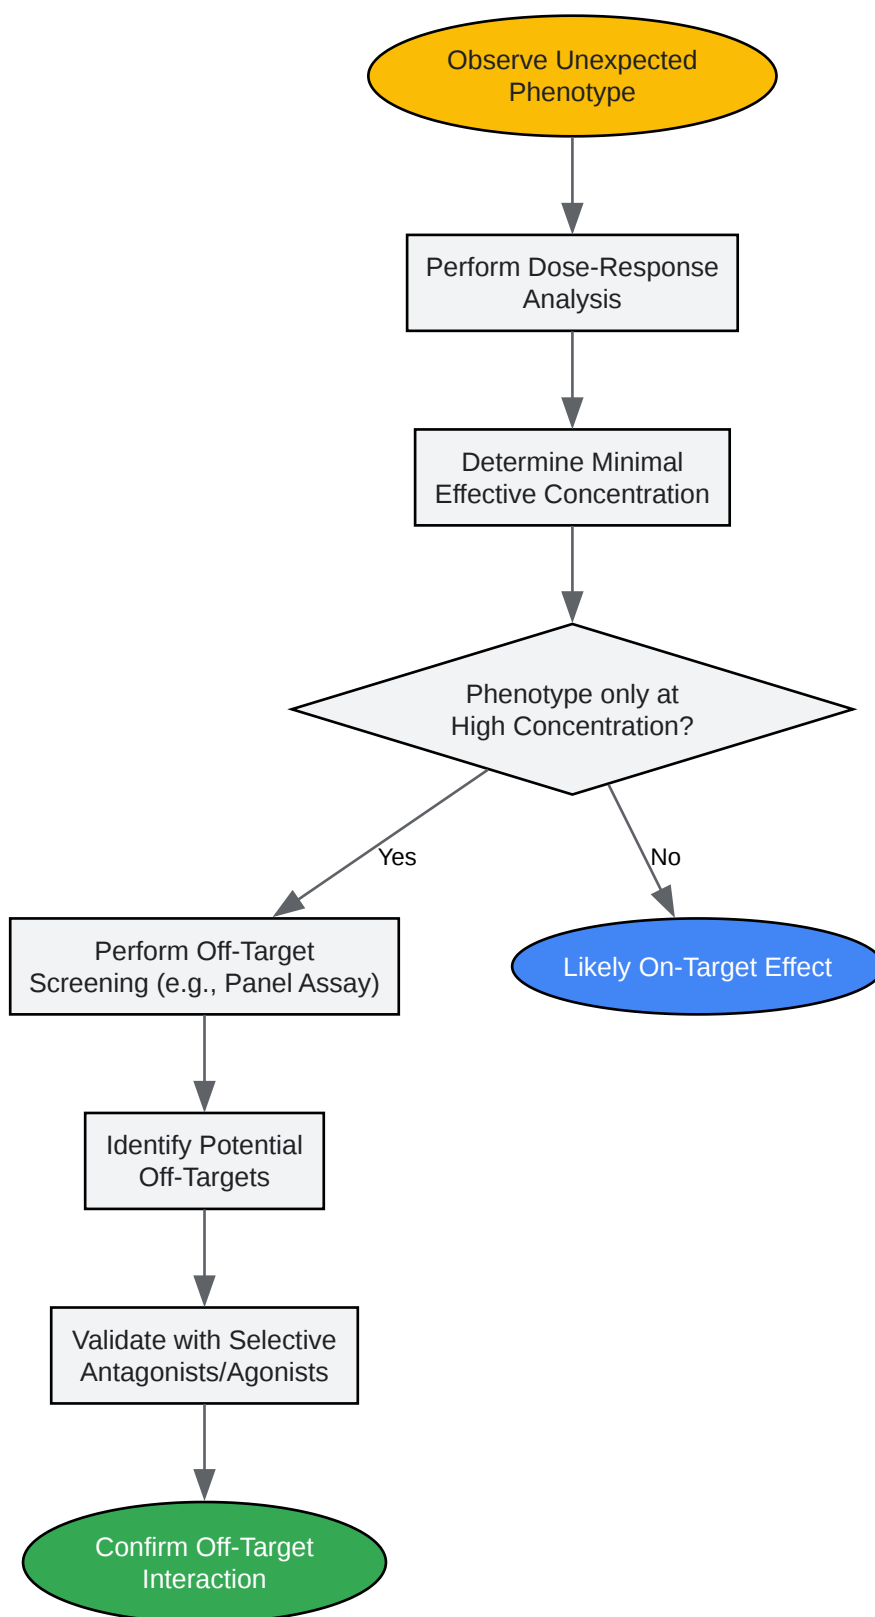 Observe Unexpected
Phenotype
Perform Dose-Response
Analysis
Determine Minimal
Effective Concentration
Phenotype only at
High Concentration?
Yes
No
Perform Off-Target
Screening (e.g., Panel Assay)
Likely On-Target Effect
Identify Potential
Off-Targets
Validate with Selective
Antagonists/Agonists
Confirm Off-Target
Interaction